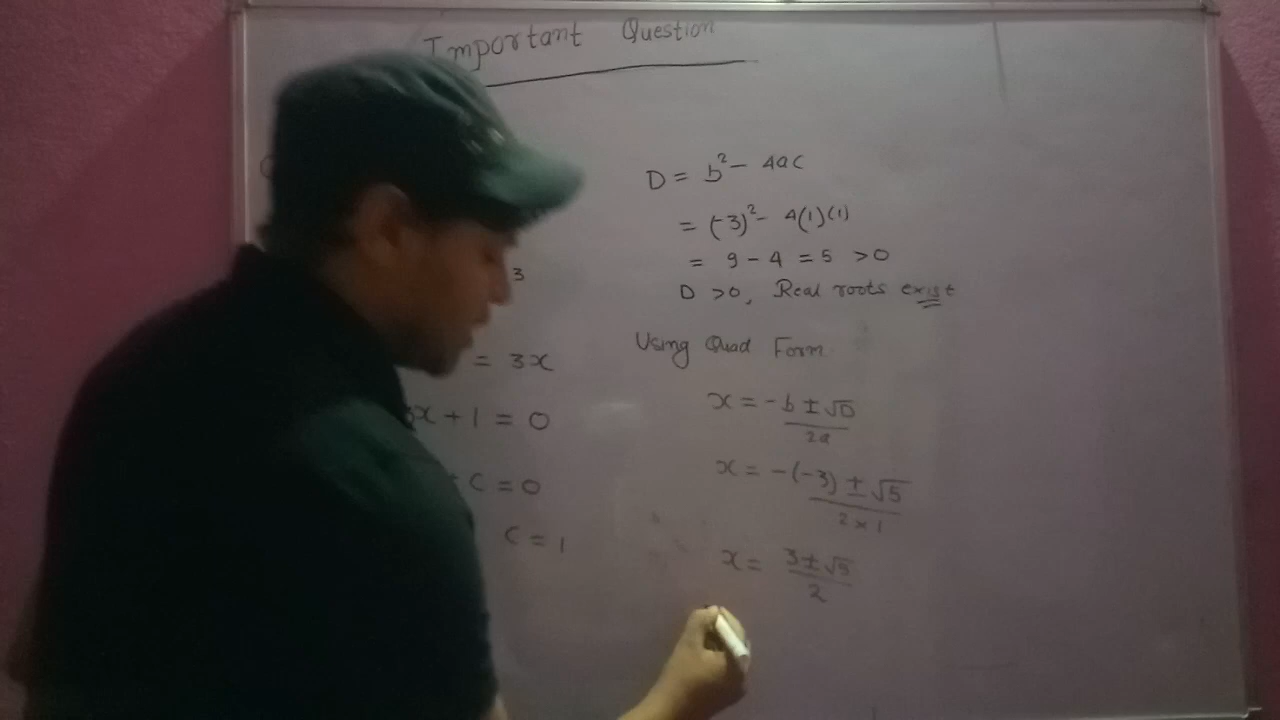 Important Question
3
= 3x
x + 1 = 0
C = 0
C = 1
D = b² - 4ac
= (-3)² - 4(1)(1)
= 9 - 4 = 5 >0
D >0, Real roots exist
Using Quad Form
x = -b ± √D
2a
x = -(-3) ± √5
2 x 1
x = 3 ± √5
2